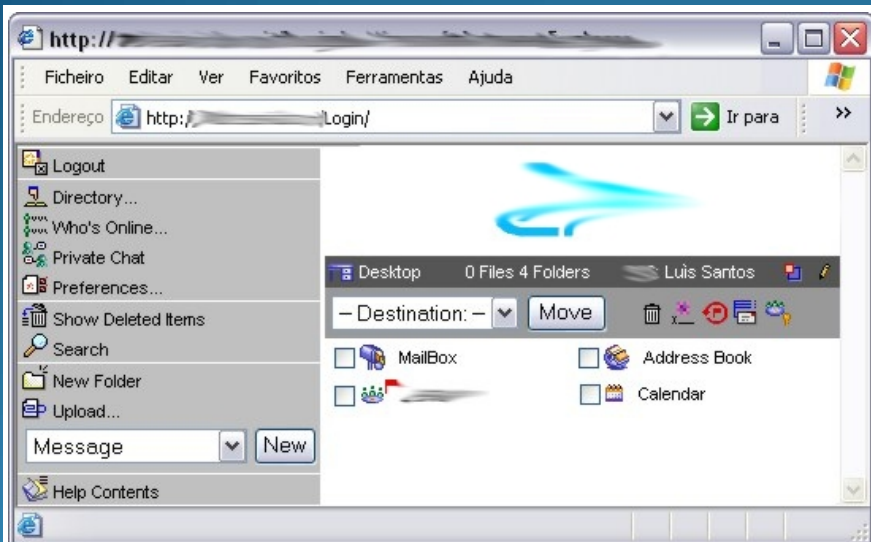 http://
Ficheiro Editar Ver Favoritos Ferramentas Ajuda
Endereço http:/ Login/ Ir para »
Logout
Directory...
Who's Online...
Private Chat
Preferences...
Show Deleted Items
Search
New Folder
Upload...
Message New
Help Contents
Desktop 0 Files 4 Folders Luìs Santos
– Destination: – Move
MailBox Address Book
Calendar